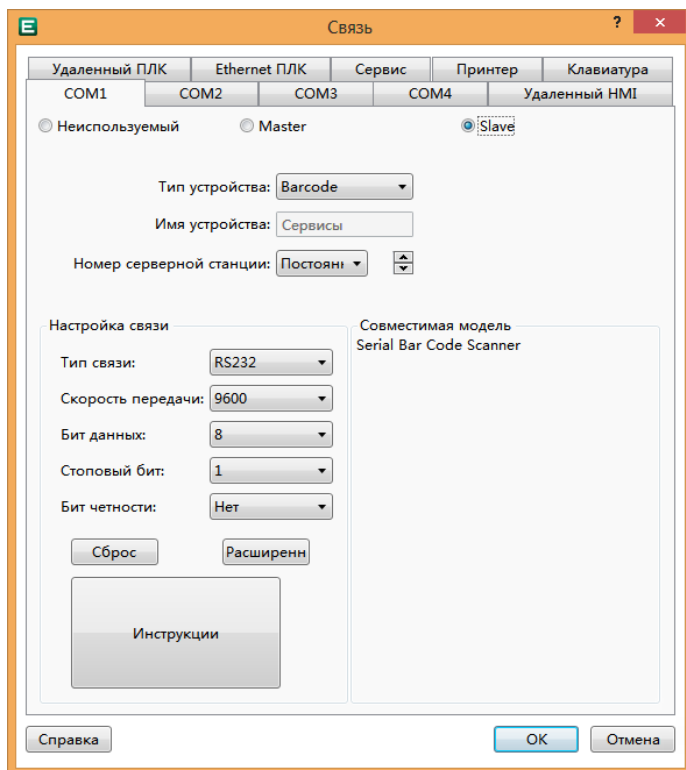 E
Связь
?
×
Удаленный ПЛК Ethernet ПЛК Сервис Принтер Клавиатура
COM1 COM2 COM3 COM4 Удаленный HMI
Неиспользуемый Master Slave
Тип устройства: Barcode
Имя устройства: Сервисы
Номер серверной станции: Постоянн
Настройка связи Совместимая модель
Serial Bar Code Scanner
Тип связи: RS232
Скорость передачи: 9600
Бит данных: 8
Стоповый бит: 1
Бит четности: Нет
Сброс Расширенн
Инструкции
Справка OK Отмена